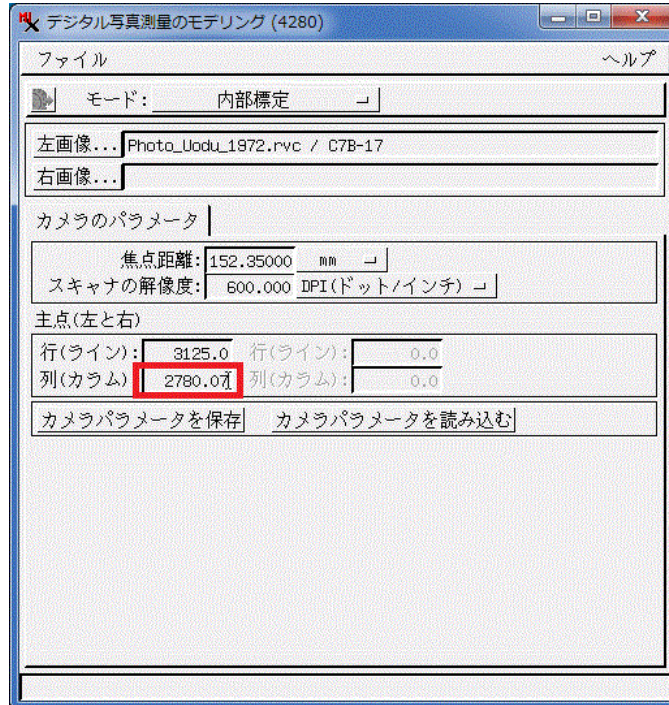 デジタル写真測量のモデリング (4280)
ファイル ヘルプ
モード: 内部標定
左画像... Photo_Uodu_1972.rvc / C7B-17
右画像...
カメラのパラメータ
焦点距離: 152.35000 mm
スキャナの解像度: 600.000 DPI(ドット/インチ)
主点(左と右)
行(ライン): 3125.0 行(ライン): 0.0
列(カラム) 2780.07 列(カラム): 0.0
カメラパラメータを保存 カメラパラメータを読み込む